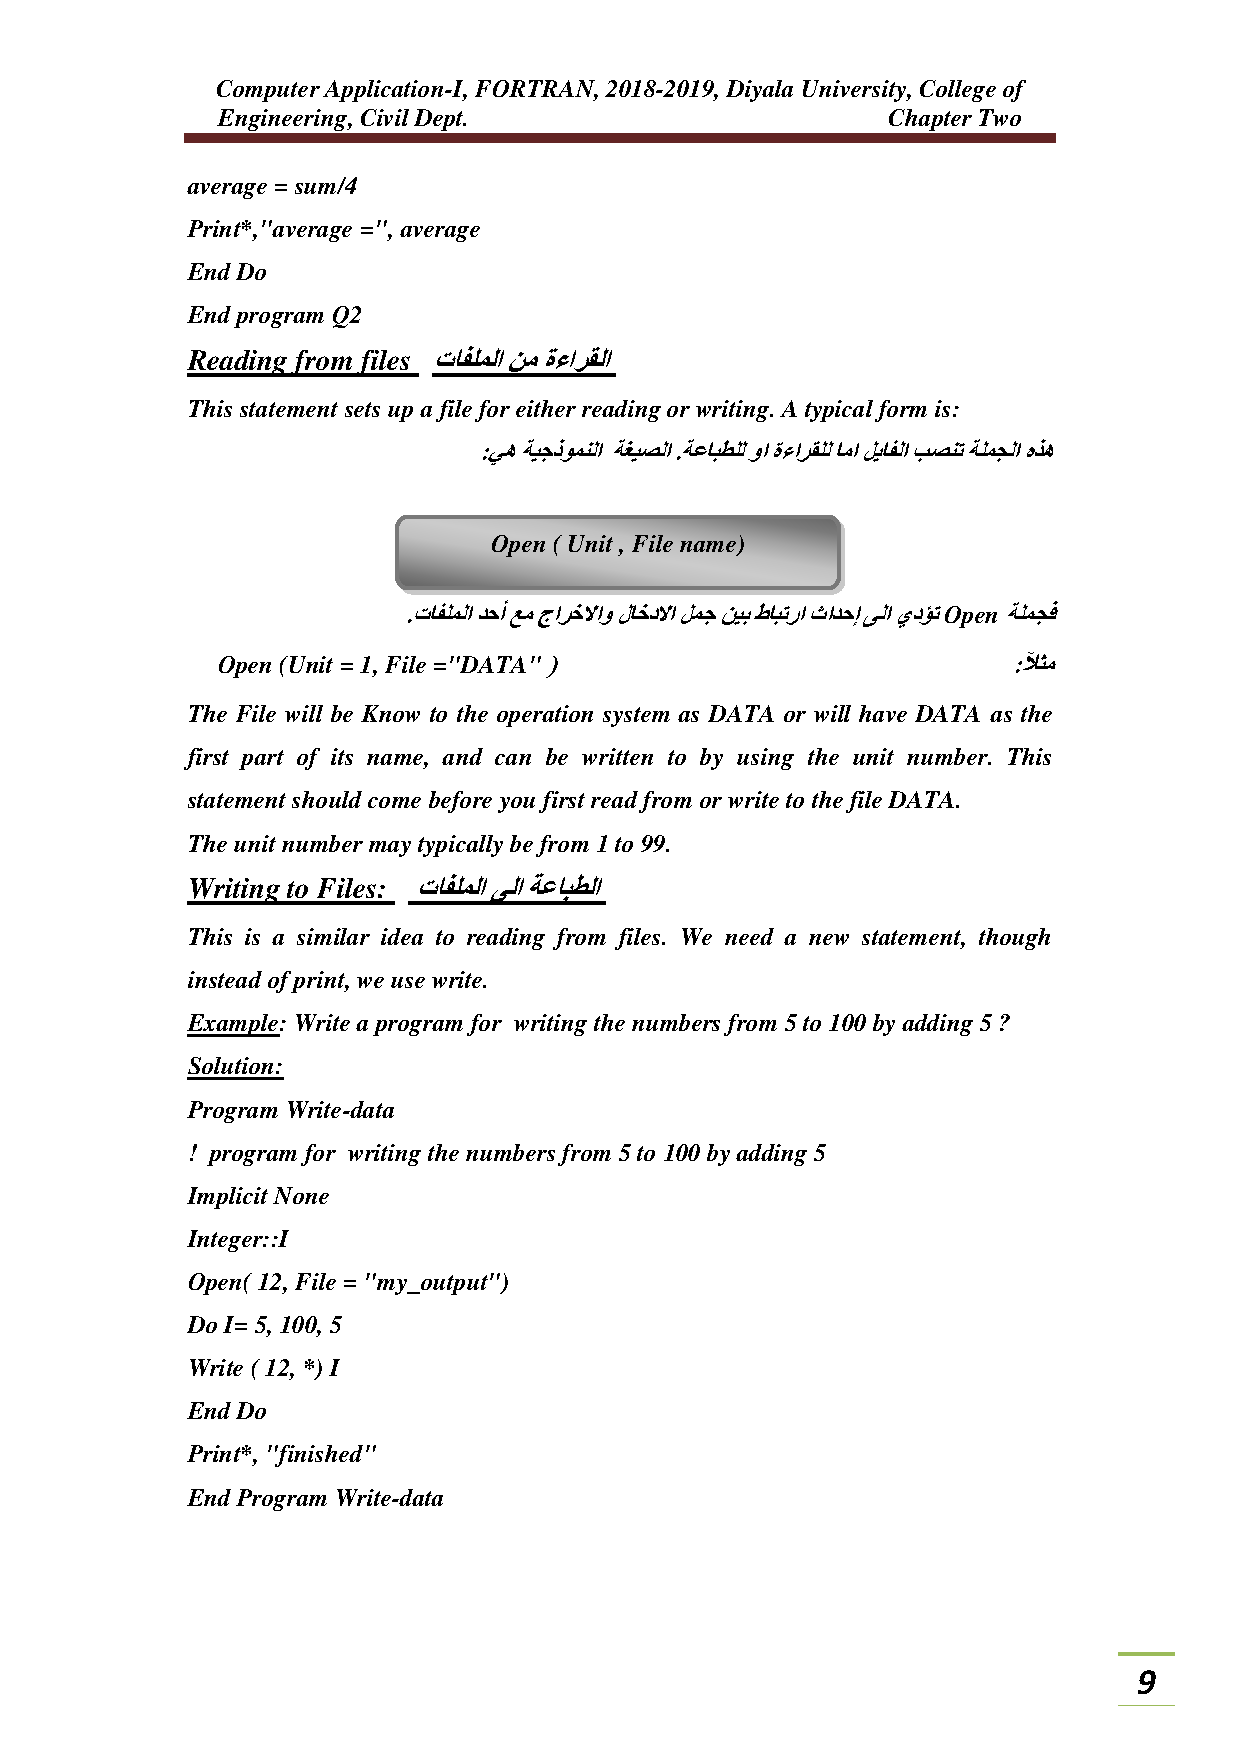 Computer Application-I, FORTRAN, 2018-2019, Diyala University, College of
Engineering, Civil Dept. Chapter Two
average = sum/4
Print*,"average =", average
End Do
End program Q2
Reading from files القراءة من الملفات
This statement sets up a file for either reading or writing. A typical form is:
هذه الجملة تنصب الفايل اما للقراءة او للطباعة. الصيغة النموذجية هي:
Open ( Unit , File name)
فجملة Open تؤدي الى إحداث ارتباط بين جمل الادخال والاخراج مع أحد الملفات.
Open (Unit = 1, File ="DATA" ) مثلآ:
The File will be Know to the operation system as DATA or will have DATA as the
first part of its name, and can be written to by using the unit number. This
statement should come before you first read from or write to the file DATA.
The unit number may typically be from 1 to 99.
Writing to Files: الطباعة الى الملفات
This is a similar idea to reading from files. We need a new statement, though
instead of print, we use write.
Example: Write a program for writing the numbers from 5 to 100 by adding 5 ?
Solution:
Program Write-data
! program for writing the numbers from 5 to 100 by adding 5
Implicit None
Integer::I
Open( 12, File = "my_output")
Do I= 5, 100, 5
Write ( 12, *) I
End Do
Print*, "finished"
End Program Write-data
9